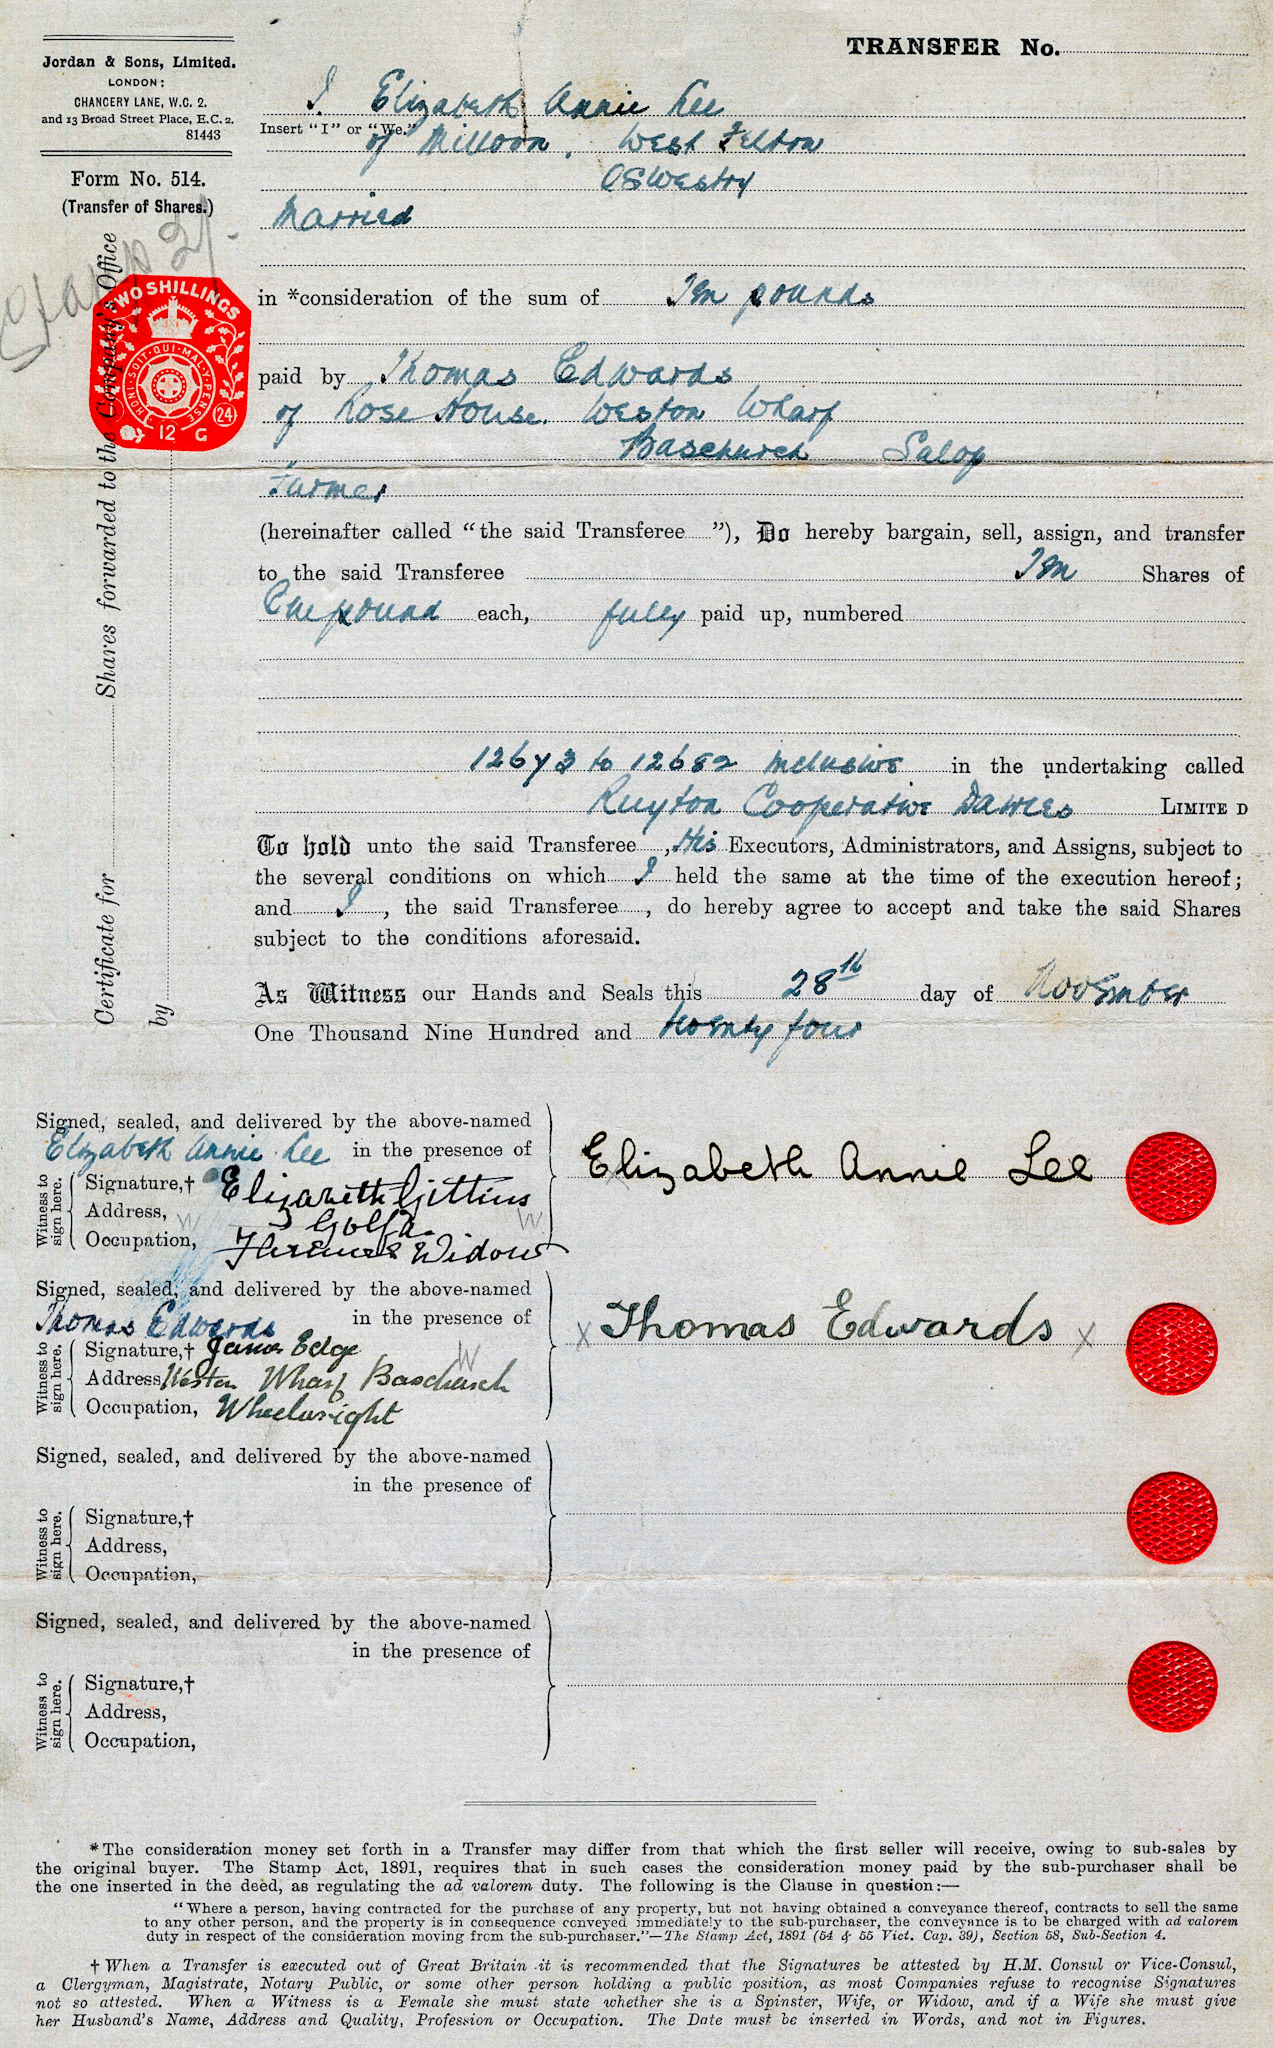 TRANSFER No.
Jordan & Sons, Limited.
LONDON:
CHANCERY LANE, W.C. 2.
and 13 Broad Street Place, E.C. 2.
81443
Form No. 514.
(Transfer of Shares.)
Stamp 2/-
TWO SHILLINGS
HONI·SOIT·QUI·MAL·Y·PENSE
24
12 G
Certificate for Shares forwarded to the Company's Office
by
I Elizabeth Annie Lee
Insert "I" or "We."
of , West Felton
Oswestry
Married
in *consideration of the sum of Ten pounds
paid by Thomas Edwards
of Rose House. Weston Wharf
Baschurch Salop
Farmer
(hereinafter called "the said Transferee "), Do hereby bargain, sell, assign, and transfer
to the said Transferee Ten Shares of
One pound each, fully paid up, numbered
12673 to 12682 inclusive in the undertaking called
Ruyton Cooperative Dairies LIMITED
To hold unto the said Transferee , His Executors, Administrators, and Assigns, subject to
the several conditions on which I held the same at the time of the execution hereof;
and I , the said Transferee , do hereby agree to accept and take the said Shares
subject to the conditions aforesaid.
As Witness our Hands and Seals this 28th day of November
One Thousand Nine Hundred and twenty four
Signed, sealed, and delivered by the above-named
Elizabeth Annie Lee in the presence of
Elizabeth Annie Lee
Witness to sign here.
Signature,† Elizabeth Gittins
Address, Golfa
Occupation, Widow
Signed, sealed, and delivered by the above-named
Thomas Edwards in the presence of
x Thomas Edwards x
Witness to sign here.
Signature,† James Edge
Address, Weston Wharf Baschurch
Occupation, Wheelwright
Signed, sealed, and delivered by the above-named
in the presence of
Witness to sign here.
Signature,†
Address,
Occupation,
Signed, sealed, and delivered by the above-named
in the presence of
Witness to sign here.
Signature,†
Address,
Occupation,
*The consideration money set forth in a Transfer may differ from that which the first seller will receive, owing to sub-sales by
the original buyer. The Stamp Act, 1891, requires that in such cases the consideration money paid by the sub-purchaser shall be
the one inserted in the deed, as regulating the ad valorem duty. The following is the Clause in question:—
"Where a person, having contracted for the purchase of any property, but not having obtained a conveyance thereof, contracts to sell the same
to any other person, and the property is in consequence conveyed immediately to the sub-purchaser, the conveyance is to be charged with ad valorem
duty in respect of the consideration moving from the sub-purchaser."—The Stamp Act, 1891 (54 & 55 Vict. Cap. 39), Section 58, Sub-Section 4.
† When a Transfer is executed out of Great Britain it is recommended that the Signatures be attested by H.M. Consul or Vice-Consul,
a Clergyman, Magistrate, Notary Public, or some other person holding a public position, as most Companies refuse to recognise Signatures
not so attested. When a Witness is a Female she must state whether she is a Spinster, Wife, or Widow, and if a Wife she must give
her Husband's Name, Address and Quality, Profession or Occupation. The Date must be inserted in Words, and not in Figures.